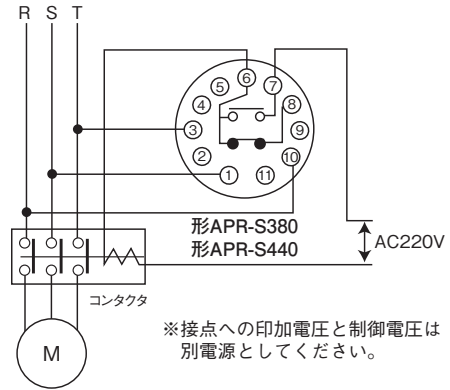 R S T
⑥
⑤ ⑦
④ ⑧
③ ⑨
② ⑩
① ⑪
形APR-S380
形APR-S440
AC220V
コンタクタ
M
※接点への印加電圧と制御電圧は
別電源としてください。